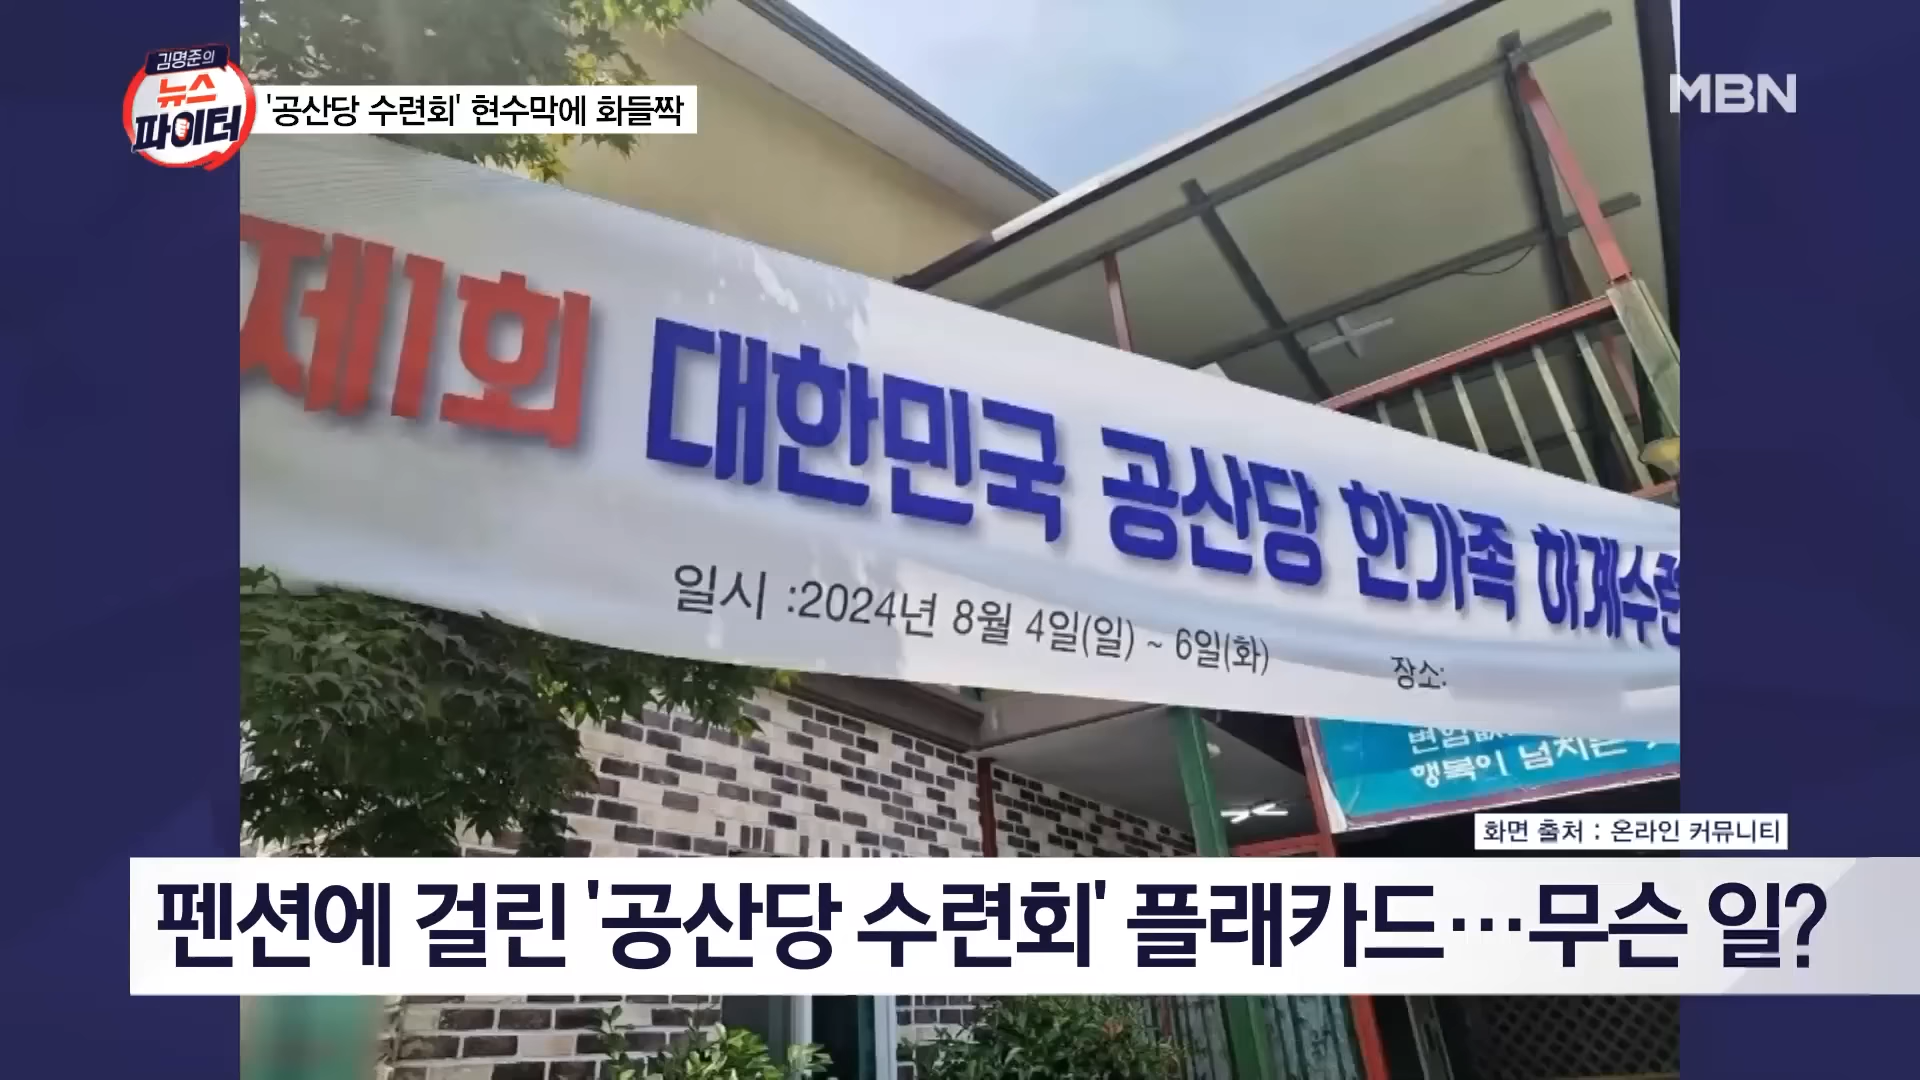 김명준의
뉴스
파이터
'공산당 수련회' 현수막에 화들짝
MBN
제1회 대한민국 공산당 한가족 하계수련
일시 :2024년 8월 4일(일) ~ 6일(화)
장소:
행복이 넘치는
화면 출처 : 온라인 커뮤니티
펜션에 걸린 '공산당 수련회' 플래카드…무슨 일?